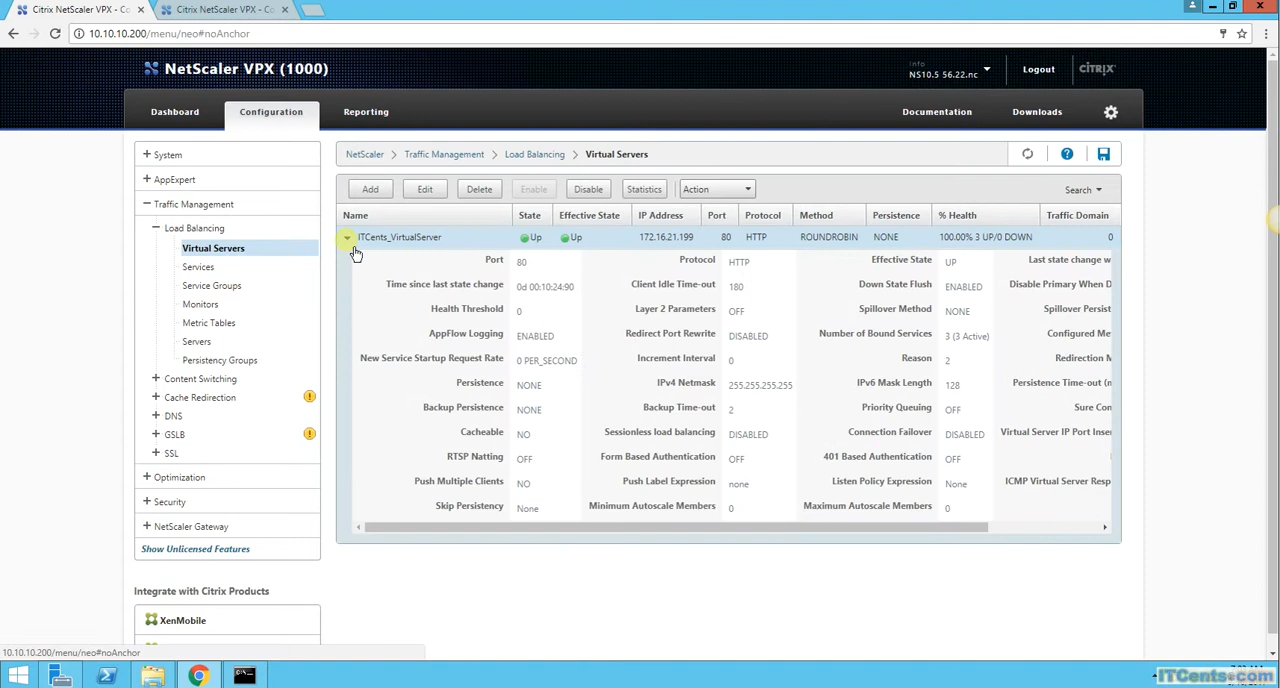 Citrix NetScaler VPX - Co
Citrix NetScaler VPX - Co
10.10.10.200/menu/neo#noAnchor
NetScaler VPX (1000)
Info
NS10.5 56.22.nc
Logout
CİTRIX
Dashboard
Configuration
Reporting
Documentation
Downloads
System
AppExpert
Traffic Management
Load Balancing
Virtual Servers
Services
Service Groups
Monitors
Metric Tables
Servers
Persistency Groups
Content Switching
Cache Redirection
DNS
GSLB
SSL
Optimization
Security
NetScaler Gateway
Show Unlicensed Features
Integrate with Citrix Products
XenMobile
NetScaler > Traffic Management > Load Balancing > Virtual Servers
Add Edit Delete Enable Disable Statistics Action Search
Name State Effective State IP Address Port Protocol Method Persistence % Health Traffic Domain
ITCents_VirtualServer Up Up 172.16.21.199 80 HTTP ROUNDROBIN NONE 100.00% 3 UP/0 DOWN 0
Port 80 Protocol HTTP Effective State UP Last state change w
Time since last state change 0d 00:10:24:90 Client Idle Time-out 180 Down State Flush ENABLED Disable Primary When D
Health Threshold 0 Layer 2 Parameters OFF Spillover Method NONE Spillover Persist
AppFlow Logging ENABLED Redirect Port Rewrite DISABLED Number of Bound Services 3 (3 Active) Configured Me
New Service Startup Request Rate 0 PER_SECOND Increment Interval 0 Reason 2 Redirection M
Persistence NONE IPv4 Netmask 255.255.255.255 IPv6 Mask Length 128 Persistence Time-out (m
Backup Persistence NONE Backup Time-out 2 Priority Queuing OFF Sure Con
Cacheable NO Sessionless load balancing DISABLED Connection Failover DISABLED Virtual Server IP Port Inser
RTSP Natting OFF Form Based Authentication OFF 401 Based Authentication OFF
Push Multiple Clients NO Push Label Expression none Listen Policy Expression None ICMP Virtual Server Resp
Skip Persistency None Minimum Autoscale Members 0 Maximum Autoscale Members 0
10.10.10.200/menu/neo#noAnchor
ITCents.com